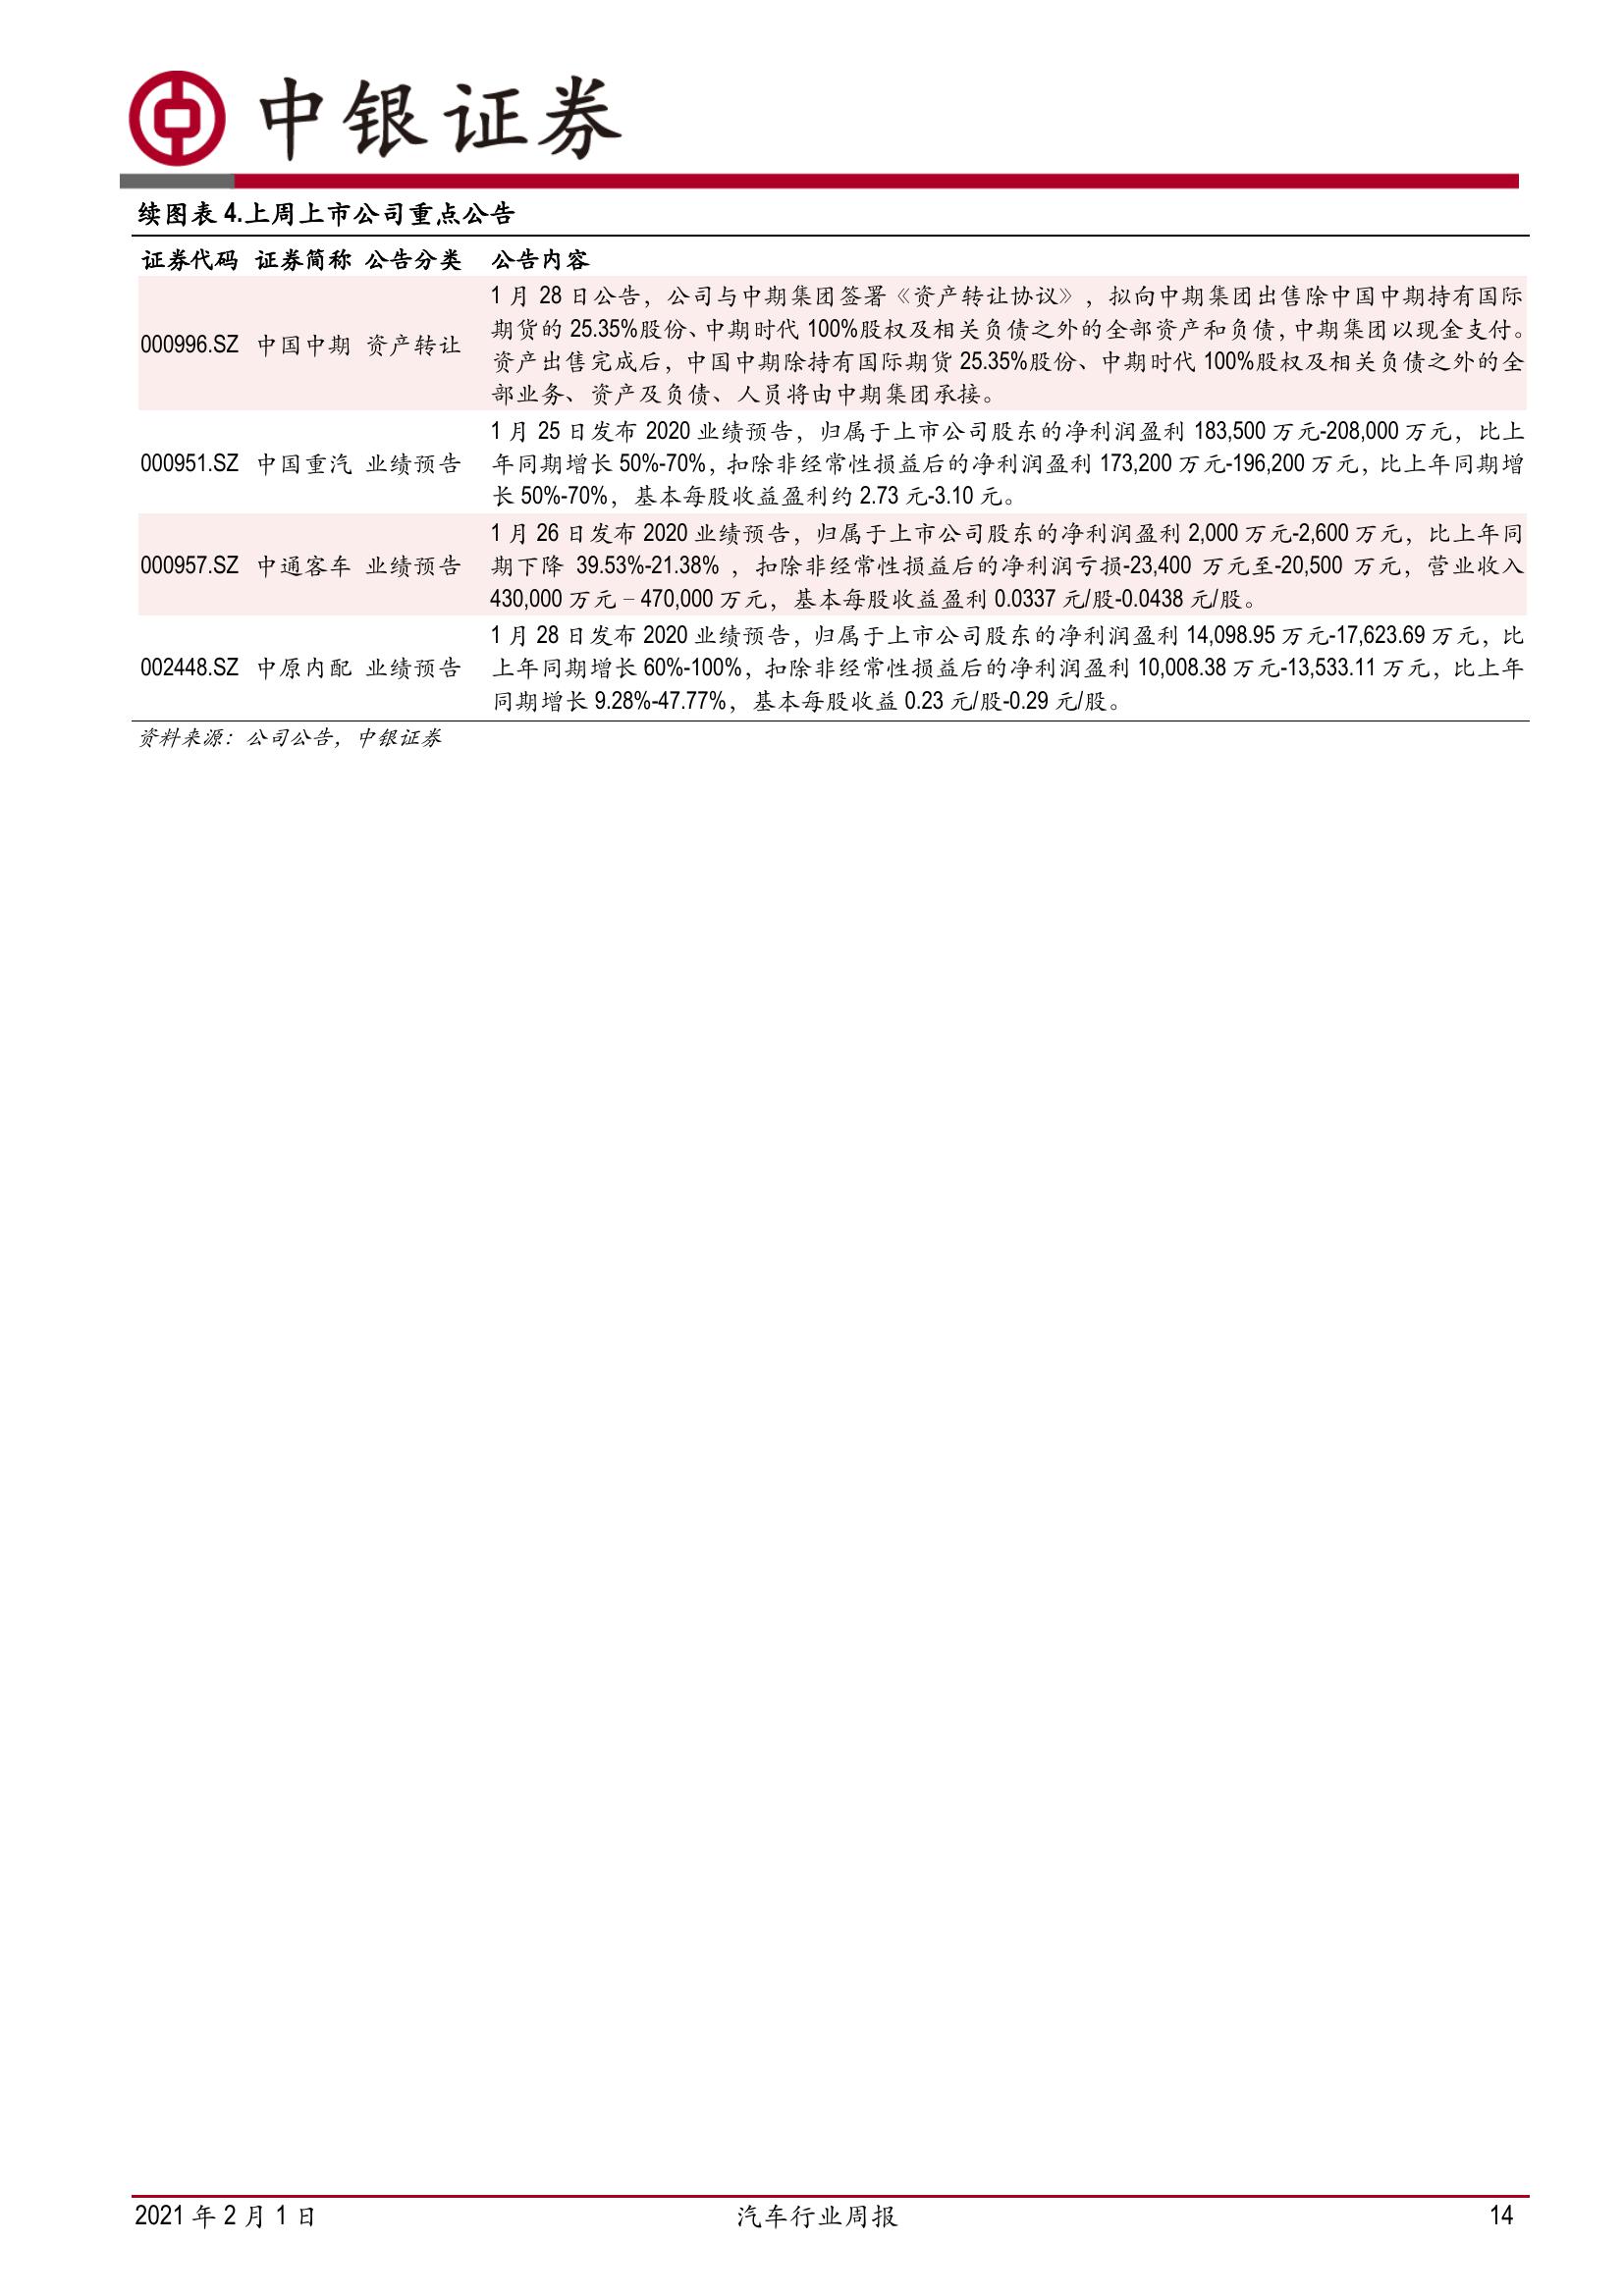 中银证券
续图表 4.上周上市公司重点公告
证券代码 证券简称 公告分类 公告内容
000996.SZ 中国中期 资产转让
1 月 28 日公告，公司与中期集团签署《资产转让协议》，拟向中期集团出售除中国中期持有国际
期货的 25.35%股份、中期时代 100%股权及相关负债之外的全部资产和负债，中期集团以现金支付。
资产出售完成后，中国中期除持有国际期货 25.35%股份、中期时代 100%股权及相关负债之外的全
部业务、资产及负债、人员将由中期集团承接。
000951.SZ 中国重汽 业绩预告
1 月 25 日发布 2020 业绩预告，归属于上市公司股东的净利润盈利 183,500 万元-208,000 万元，比上
年同期增长 50%-70%，扣除非经常性损益后的净利润盈利 173,200 万元-196,200 万元，比上年同期增
长 50%-70%，基本每股收益盈利约 2.73 元-3.10 元。
000957.SZ 中通客车 业绩预告
1 月 26 日发布 2020 业绩预告，归属于上市公司股东的净利润盈利 2,000 万元-2,600 万元，比上年同
期下降 39.53%-21.38% ，扣除非经常性损益后的净利润亏损-23,400 万元至-20,500 万元，营业收入
430,000 万元 – 470,000 万元，基本每股收益盈利 0.0337 元/股-0.0438 元/股。
002448.SZ 中原内配 业绩预告
1 月 28 日发布 2020 业绩预告，归属于上市公司股东的净利润盈利 14,098.95 万元-17,623.69 万元，比
上年同期增长 60%-100%，扣除非经常性损益后的净利润盈利 10,008.38 万元-13,533.11 万元，比上年
同期增长 9.28%-47.77%，基本每股收益 0.23 元/股-0.29 元/股。
资料来源：公司公告，中银证券
2021 年 2 月 1 日 汽车行业周报 14